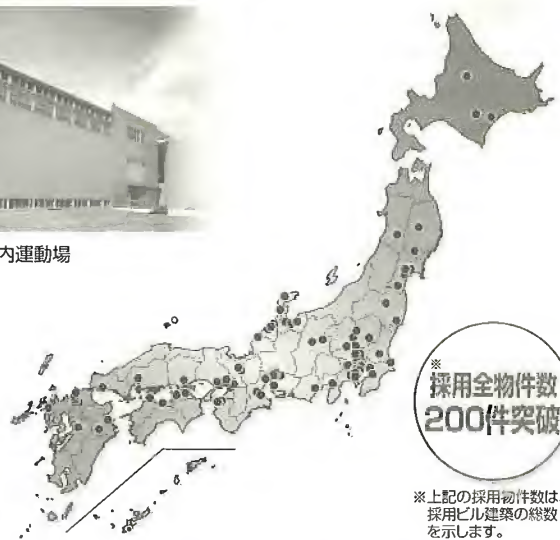 内運動場
※
採用全物件数
200件突破
※上記の採用物件数は
採用ビル建築の総数
を示します。